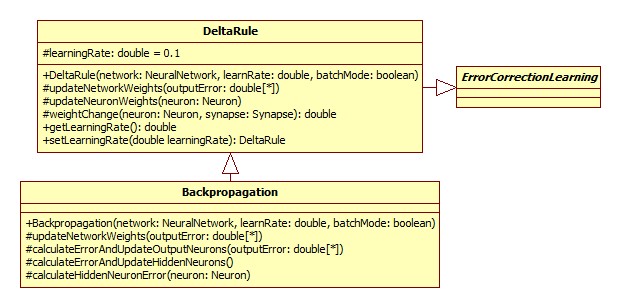 DeltaRule
#learningRate: double = 0.1
+DeltaRule(network: NeuralNetwork, learnRate: double, batchMode: boolean)
#updateNetworkWeights(outputError: double[*])
#updateNeuronWeights(neuron: Neuron)
#weightChange(neuron: Neuron, synapse: Synapse): double
+getLearningRate(): double
+setLearningRate(double learningRate): DeltaRule
ErrorCorrectionLearning
Backpropagation
+Backpropagation(network: NeuralNetwork, learnRate: double, batchMode: boolean)
#updateNetworkWeights(outputError: double[*])
#calculateErrorAndUpdateOutputNeurons(outputError: double[*])
#calculateErrorAndUpdateHiddenNeurons()
#calculateHiddenNeuronError(neuron: Neuron)